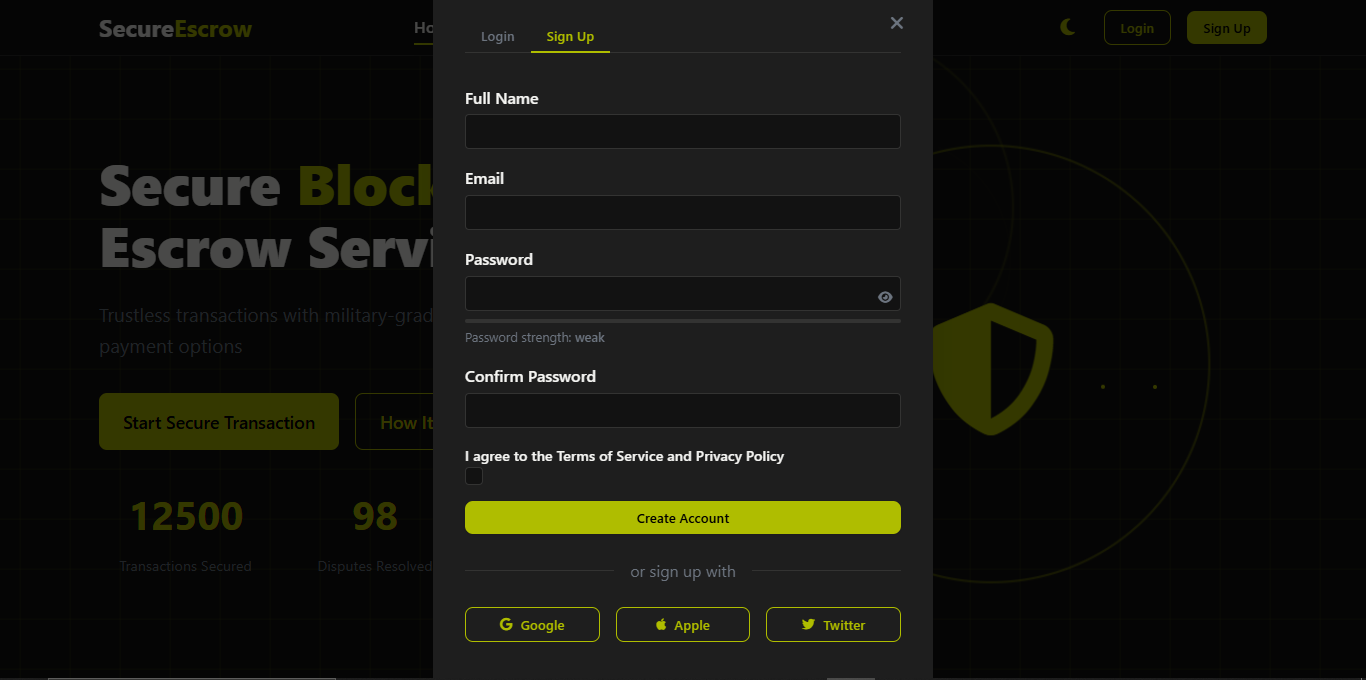 SecureEscrow
Ho
Login
Sign Up
Login
Sign Up
Full Name
Email
Password
Password strength: weak
Confirm Password
I agree to the Terms of Service and Privacy Policy
Create Account
or sign up with
Google
Apple
Twitter
Secure Block
Escrow Servi
Trustless transactions with military-grad
payment options
Start Secure Transaction
How It
12500
98
Transactions Secured
Disputes Resolved